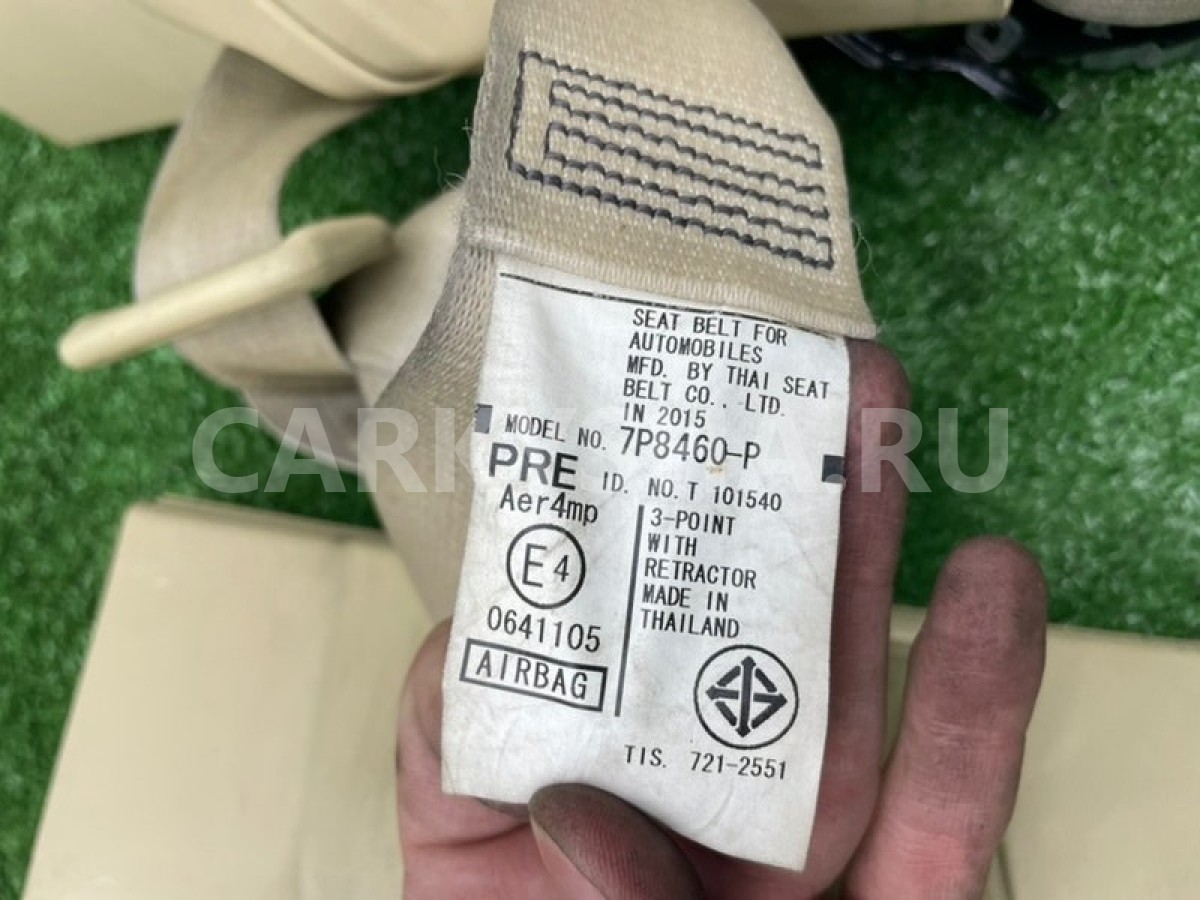 SEAT BELT FOR
AUTOMOBILES
MFD. BY THAI SEAT
BELT CO., LTD.
IN 2015
MODEL NO. 7P8460-P
PRE ID. NO. T 101540
Aer4mp
E4
0641105
AIRBAG
3-POINT
WITH
RETRACTOR
MADE IN
THAILAND
TIS. 721-2551